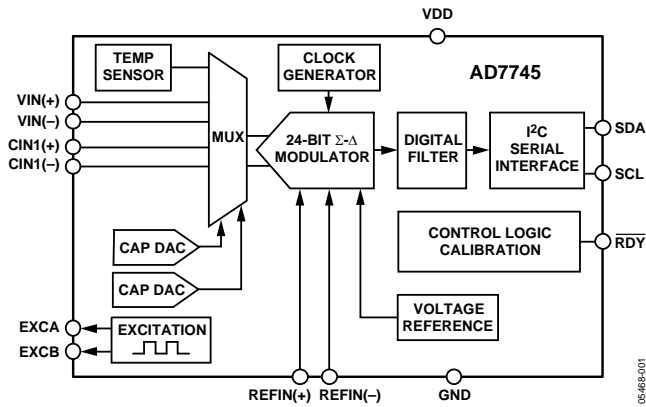 VDD
TEMP
SENSOR
CLOCK
GENERATOR
AD7745
VIN(+)
VIN(–)
CIN1(+)
CIN1(–)
MUX
24-BIT Σ-Δ
MODULATOR
DIGITAL
FILTER
I²C
SERIAL
INTERFACE
SDA
SCL
CAP DAC
CAP DAC
CONTROL LOGIC
CALIBRATION
RDY
EXCA
EXCB
EXCITATION
VOLTAGE
REFERENCE
REFIN(+)
REFIN(–)
GND
05468-001